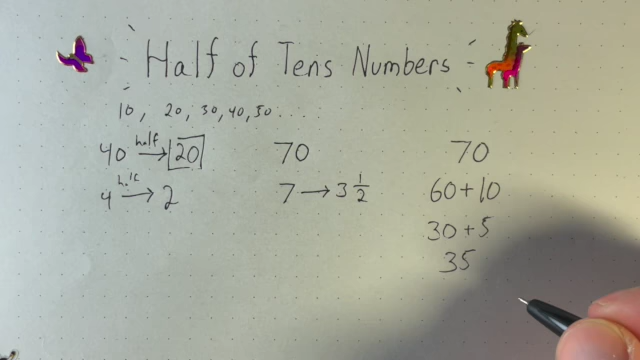 Half of Tens Numbers
10, 20, 30, 40, 50 . . . .
40 half → 20
4 half → 2
70
7 → 3 1/2
70
60 + 10
30 + 5
35